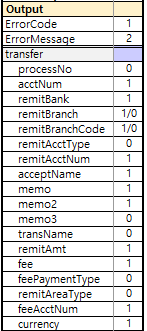 Output
ErrorCode 1
ErrorMessage 2
transfer
processNo 0
acctNum 1
remitBank 1
remitBranch 1/0
remitBranchCode 1/0
remitAcctType 0
remitAcctNum 1
acceptName 1
memo 1
memo2 1
memo3 0
transName 0
remitAmt 1
fee 1
feePaymentType 0
remitAreaType 0
feeAcctNum 1
currency 1